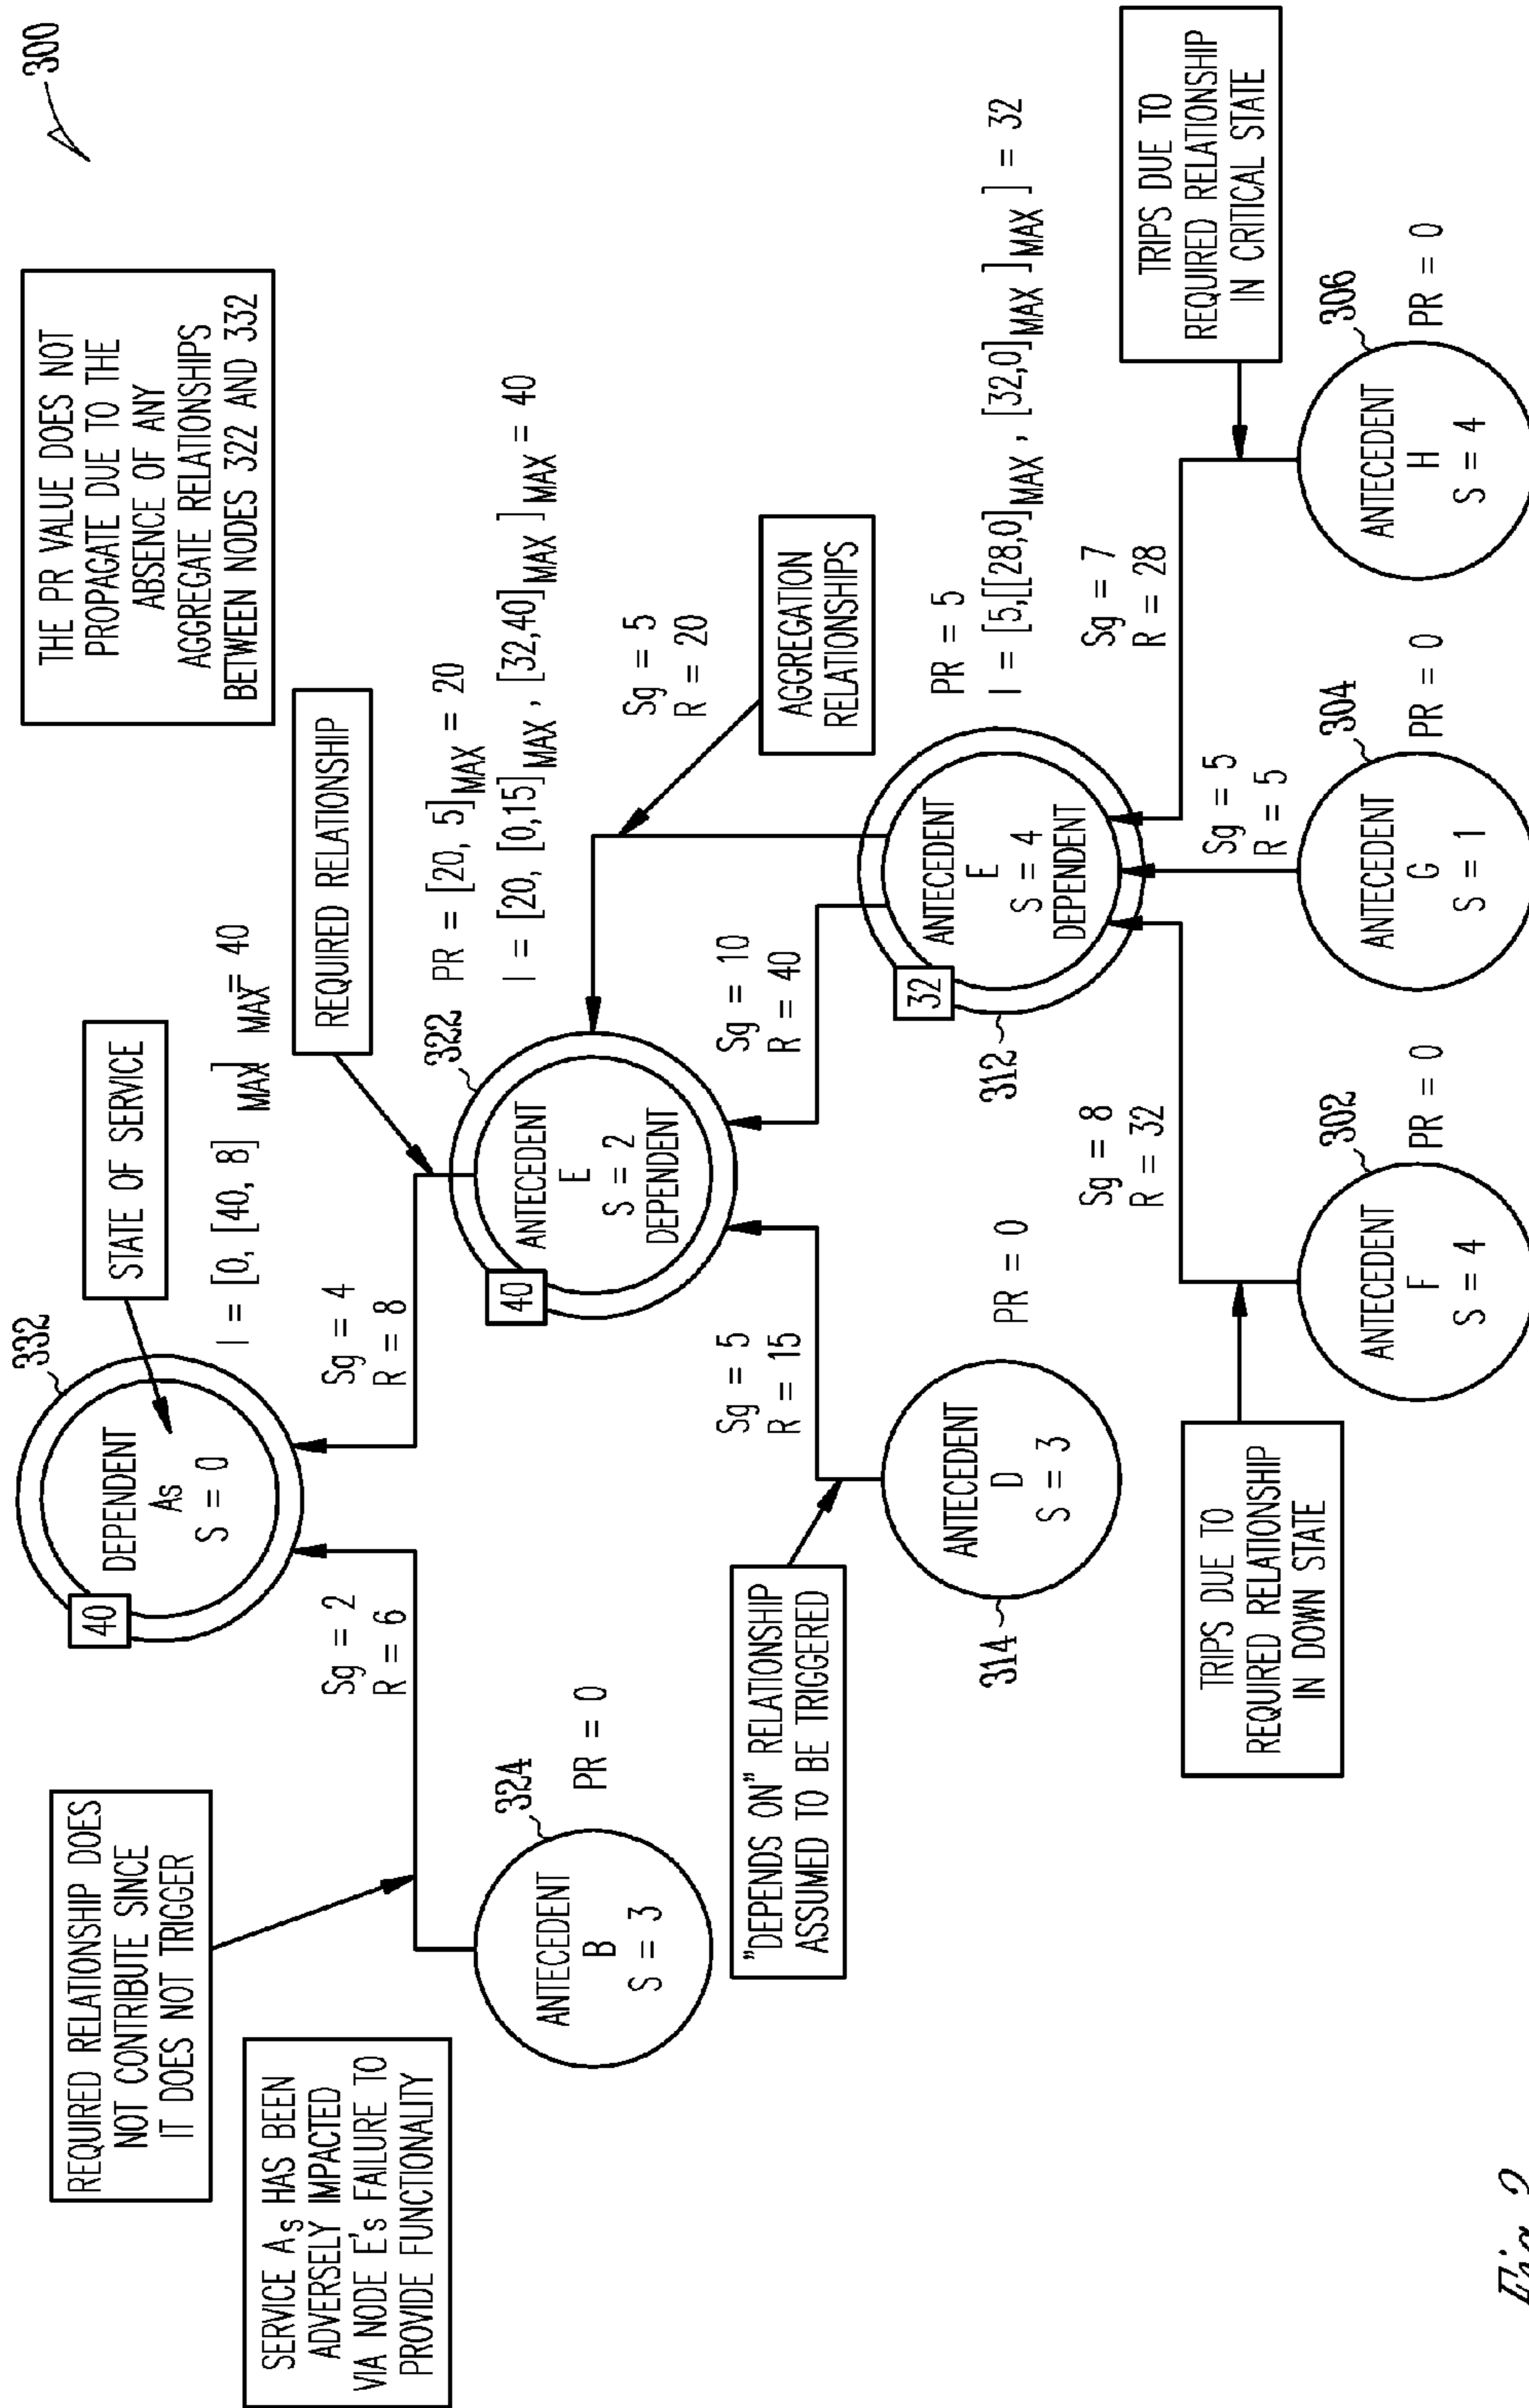 300
THE PR VALUE DOES NOT
PROPAGATE DUE TO THE
ABSENCE OF ANY
AGGREGATE RELATIONSHIPS
BETWEEN NODES 322 AND 332
STATE OF SERVICE
332
40
DEPENDENT
As
S = 0
I = [0, [40, 8] MAX] MAX = 40
REQUIRED RELATIONSHIP DOES
NOT CONTRIBUTE SINCE
IT DOES NOT TRIGGER
SERVICE As HAS BEEN
ADVERSELY IMPACTED
VIA NODE E's FAILURE TO
PROVIDE FUNCTIONALITY
Sg = 2
R = 6
Sg = 4
R = 8
REQUIRED RELATIONSHIP
324
ANTECEDENT
B
S = 3
PR = 0
322
40
ANTECEDENT
E
S = 2
DEPENDENT
PR = [20, 5]MAX = 20
I = [20, [0,15]MAX , [32,40]MAX ]MAX = 40
"DEPENDS ON" RELATIONSHIP
ASSUMED TO BE TRIGGERED
Sg = 5
R = 15
Sg = 10
R = 40
Sg = 5
R = 20
AGGREGATION
RELATIONSHIPS
314
ANTECEDENT
D
S = 3
PR = 0
312
32
ANTECEDENT
E
S = 4
DEPENDENT
PR = 5
I = [5,[[28,0]MAX , [32,0]MAX ]MAX ] = 32
TRIPS DUE TO
REQUIRED RELATIONSHIP
IN DOWN STATE
Sg = 8
R = 32
Sg = 5
R = 5
Sg = 7
R = 28
TRIPS DUE TO
REQUIRED RELATIONSHIP
IN CRITICAL STATE
302
ANTECEDENT
F
S = 4
PR = 0
304
ANTECEDENT
G
S = 1
PR = 0
306
ANTECEDENT
H
S = 4
PR = 0